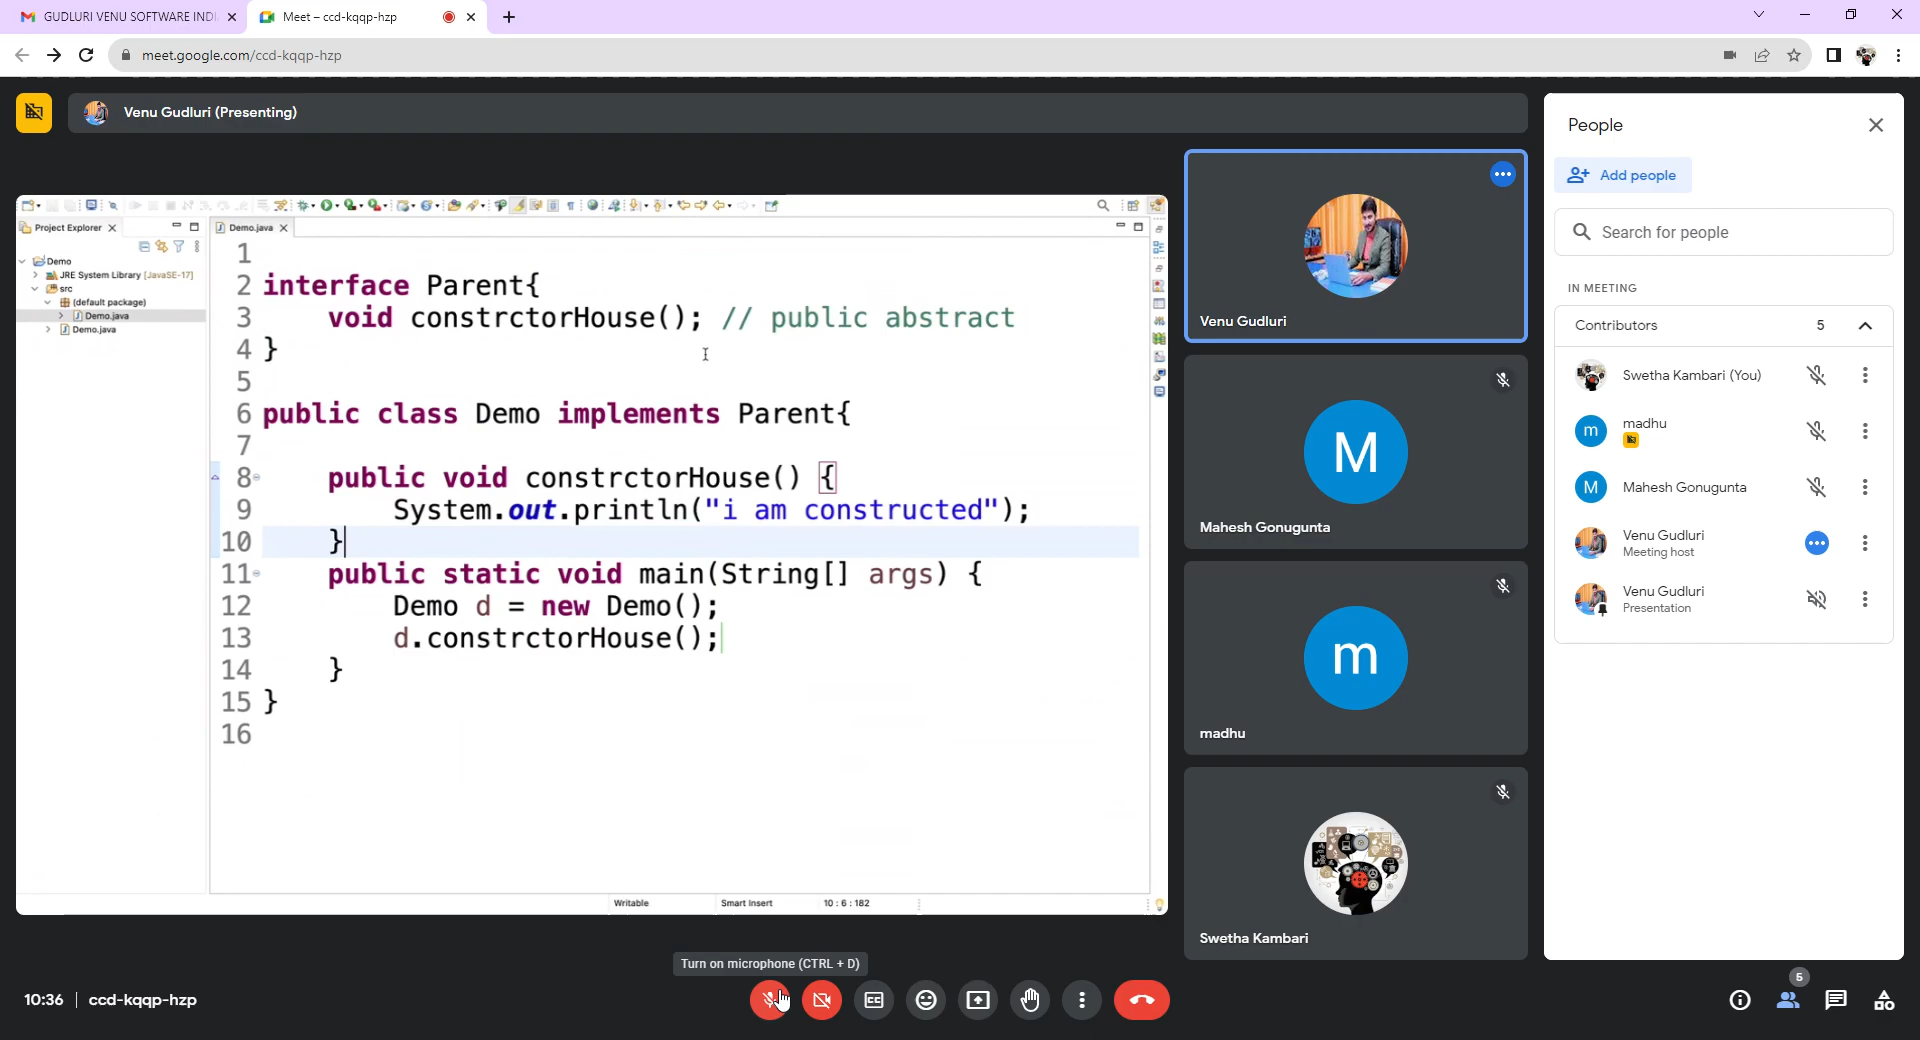 GUDLURI VENU SOFTWARE INDI
Meet – ccd-kqqp-hzp
meet.google.com/ccd-kqqp-hzp
Venu Gudluri (Presenting)
Project Explorer
Demo
JRE System Library [JavaSE-17]
src
(default package)
Demo.java
Demo.java
Demo.java
1
2 interface Parent{
3 void constrctorHouse(); // public abstract
4 }
5
6 public class Demo implements Parent{
7
8 public void constrctorHouse() {
9 System.out.println("i am constructed");
10 }
11 public static void main(String[] args) {
12 Demo d = new Demo();
13 d.constrctorHouse();
14 }
15 }
16
Writable
Smart Insert
10 : 6 : 182
Venu Gudluri
M
Mahesh Gonugunta
m
madhu
Swetha Kambari
People
Add people
Search for people
IN MEETING
Contributors 5
Swetha Kambari (You)
m
madhu
M
Mahesh Gonugunta
Venu Gudluri
Meeting host
Venu Gudluri
Presentation
Turn on microphone (CTRL + D)
10:36 | ccd-kqqp-hzp
CC
5